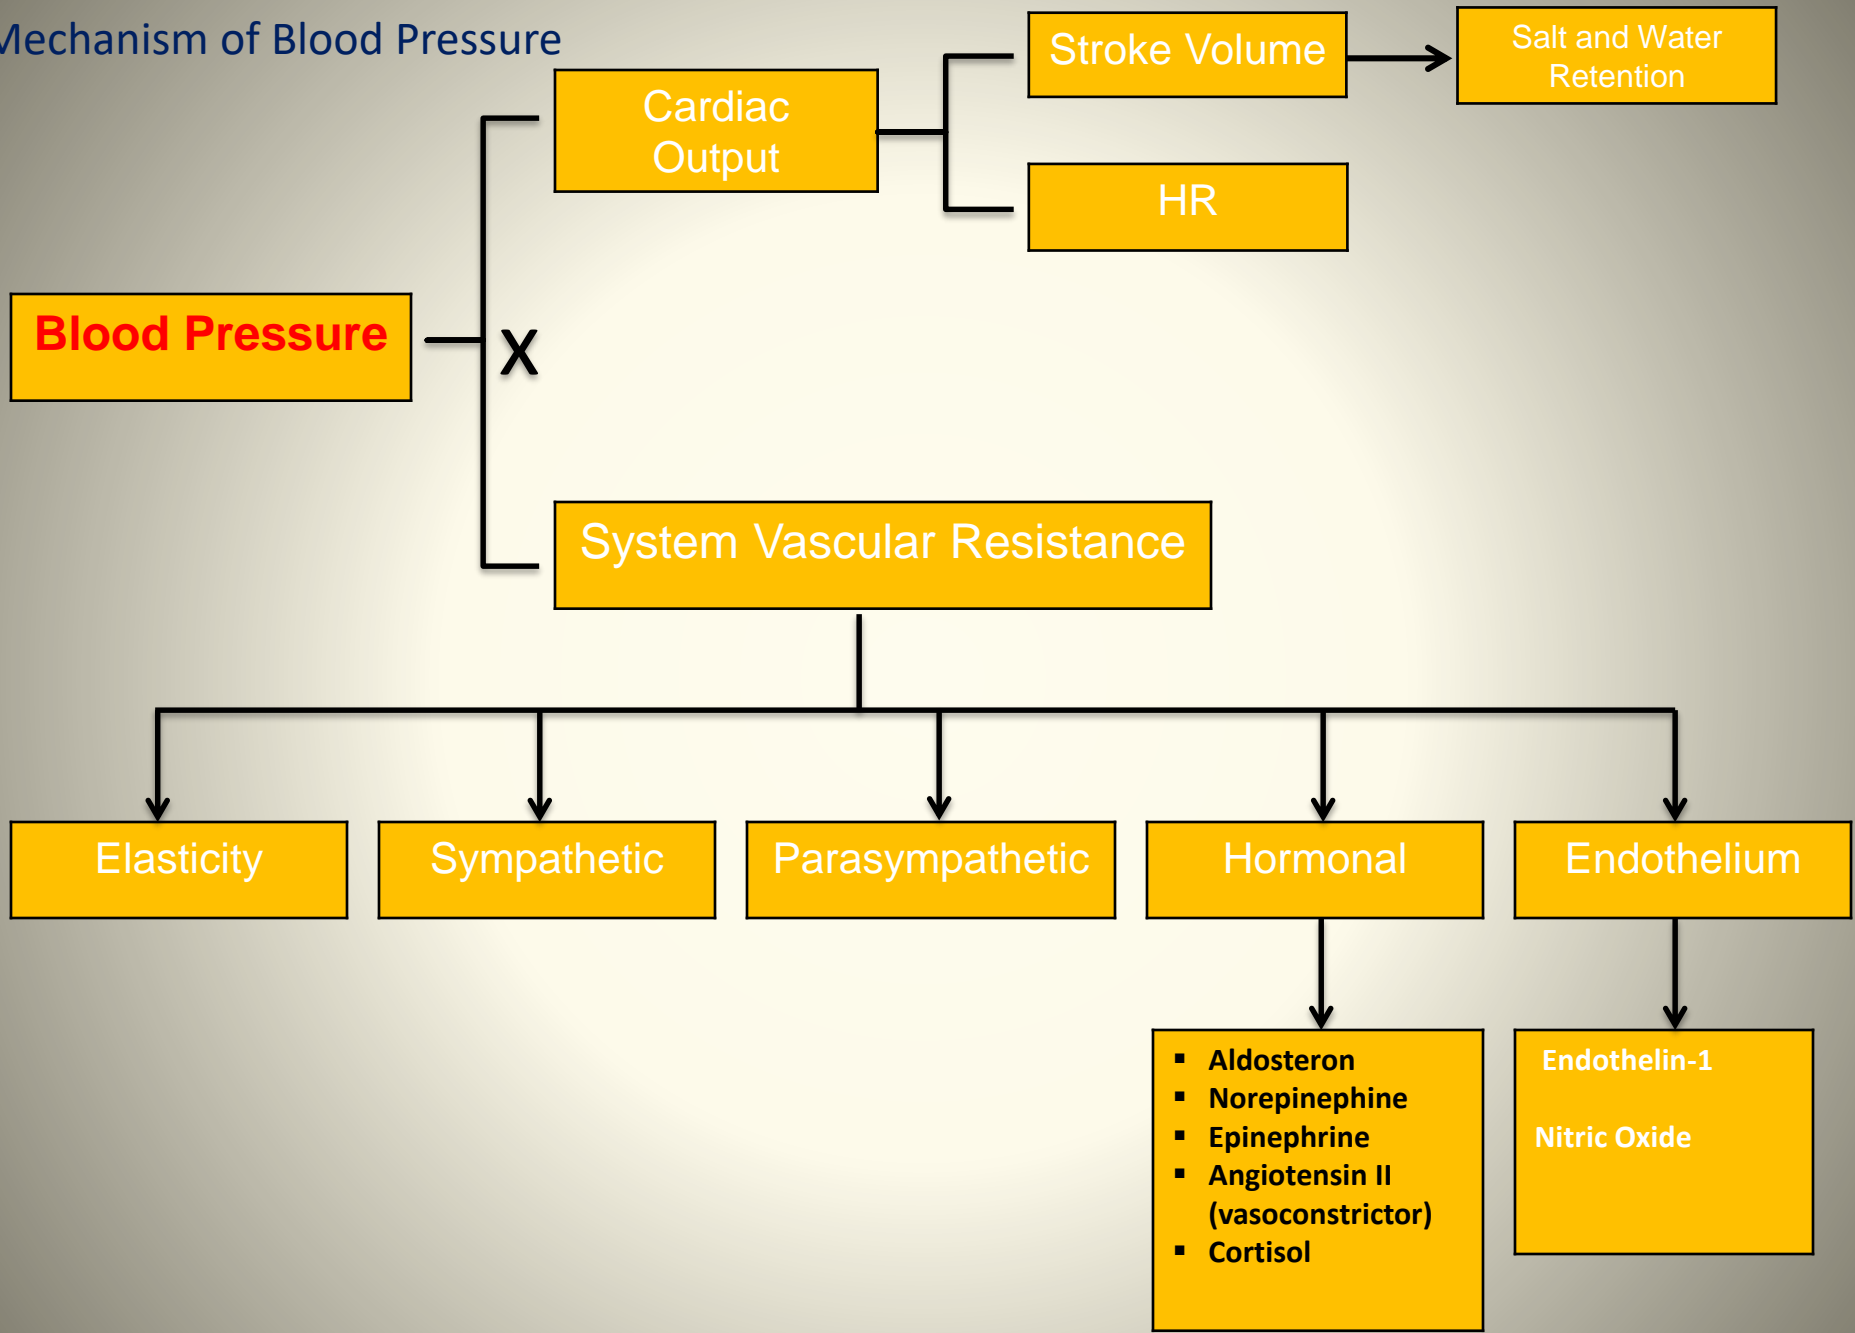 Mechanism of Blood Pressure
Stroke Volume
Salt and Water
Retention
Cardiac
Output
HR
Blood Pressure
X
System Vascular Resistance
Elasticity
Sympathetic
Parasympathetic
Hormonal
Endothelium
▪ Aldosteron
▪ Norepinephine
▪ Epinephrine
▪ Angiotensin II
(vasoconstrictor)
▪ Cortisol
Endothelin-1
Nitric Oxide